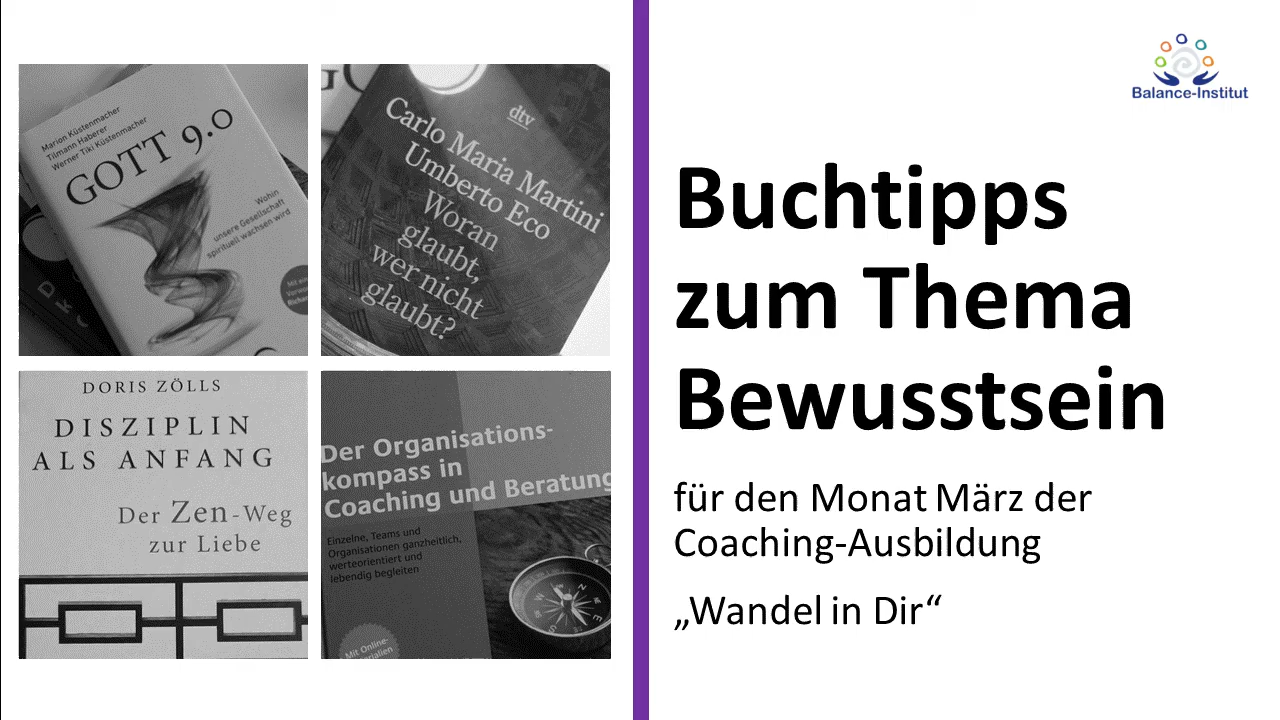 Marion Küstenmacher
Tilmann Haberer
Werner Tiki Küstenmacher
GOTT 9.0
Wohin
unsere Gesellschaft
spirituell wachsen wird
dtv
Carlo Maria Martini
Umberto Eco
Woran
glaubt,
wer nicht
glaubt?
DORIS ZÖLLS
DISZIPLIN
ALS ANFANG
Der Zen-Weg
zur Liebe
Der Organisations-
kompass in
Coaching und Beratung
Einzelne, Teams und
Organisationen ganzheitlich,
werteorientiert und
lebendig begleiten
Mit Online-
Balance-Institut
Buchtipps
zum Thema
Bewusstsein
für den Monat März der
Coaching-Ausbildung
„Wandel in Dir“